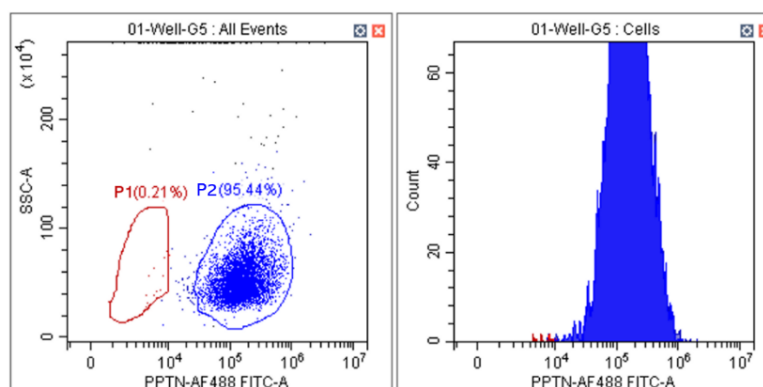 01-Well-G5 : All Events
(x 10⁴)
SSC-A
200
100
0
P1(0.21%)
P2(95.44%)
0
10⁴
10⁵
10⁶
10⁷
PPTN-AF488 FITC-A
01-Well-G5 : Cells
Count
60
40
20
0
0
10⁴
10⁵
10⁶
10⁷
PPTN-AF488 FITC-A